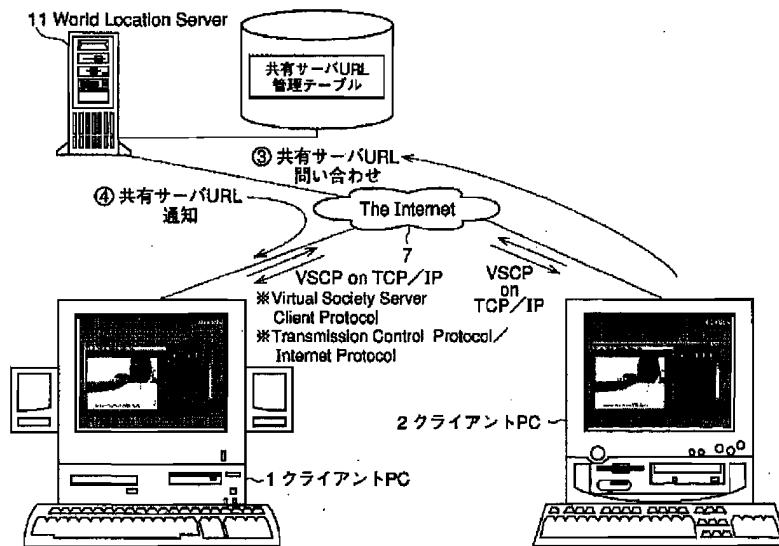 11 World Location Server
共有サーバURL
管理テーブル
③ 共有サーバURL
問い合わせ
④ 共有サーバURL
通知
The Internet
7
VSCP on TCP/IP
※Virtual Society Server
Client Protocol
※Transmission Control Protocol/
Internet Protocol
VSCP
on
TCP/IP
2 クライアントPC
1 クライアントPC